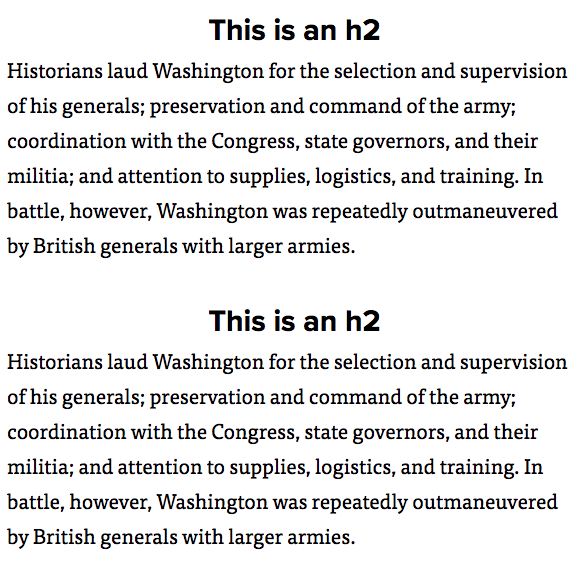 This is an h2
Historians laud Washington for the selection and supervision
of his generals; preservation and command of the army;
coordination with the Congress, state governors, and their
militia; and attention to supplies, logistics, and training. In
battle, however, Washington was repeatedly outmaneuvered
by British generals with larger armies.
This is an h2
Historians laud Washington for the selection and supervision
of his generals; preservation and command of the army;
coordination with the Congress, state governors, and their
militia; and attention to supplies, logistics, and training. In
battle, however, Washington was repeatedly outmaneuvered
by British generals with larger armies.